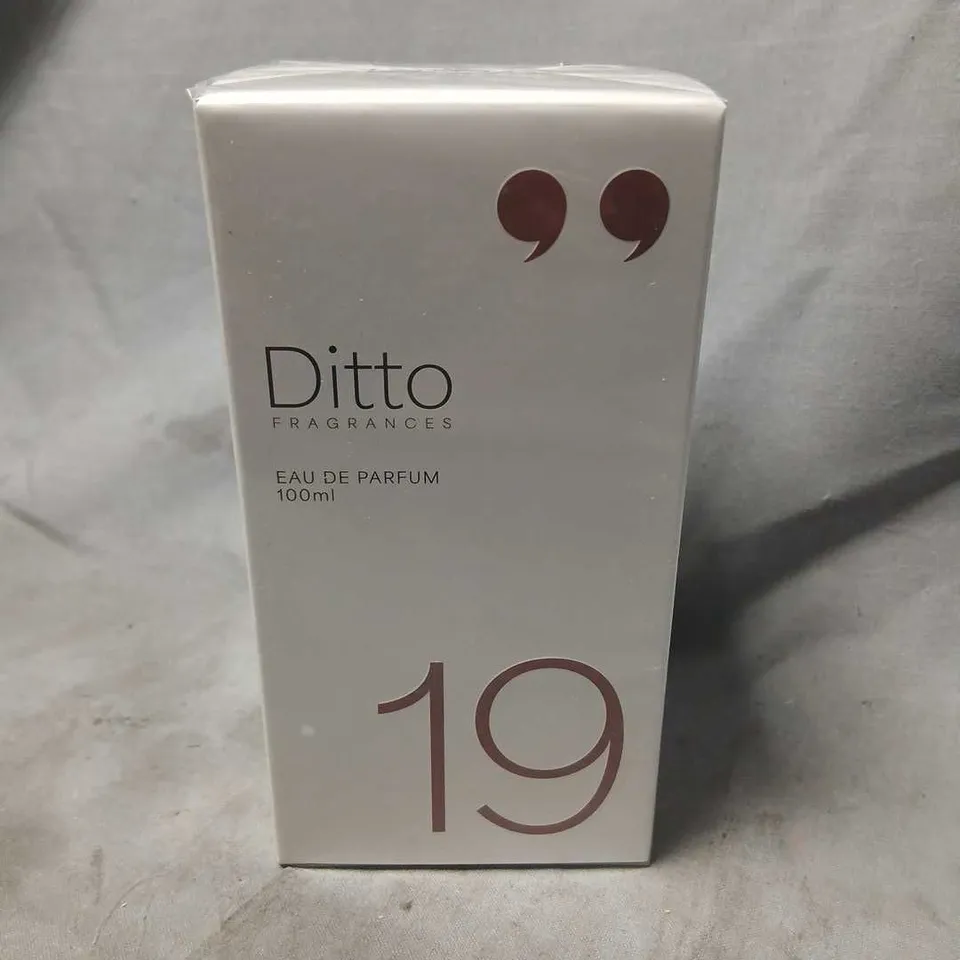 Ditto
FRAGRANCES
EAU DE PARFUM
100ml
19